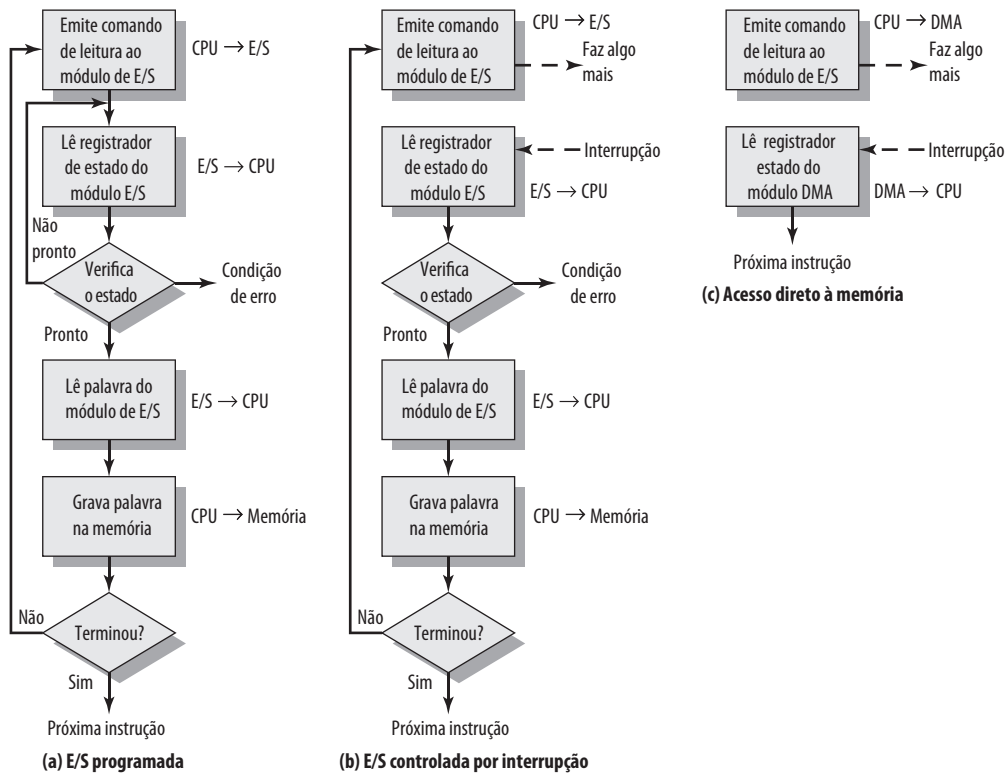 Emite comando
de leitura ao
módulo de E/S
CPU → E/S
Lê registrador
de estado do
módulo E/S
E/S → CPU
Não
pronto
Verifica
o estado
Condição
de erro
Pronto
Lê palavra do
módulo de E/S
E/S → CPU
Grava palavra
na memória
CPU → Memória
Não
Terminou?
Sim
Próxima instrução
(a) E/S programada
Emite comando
de leitura ao
módulo de E/S
CPU → E/S
Faz algo
mais
Lê registrador
de estado do
módulo E/S
Interrupção
E/S → CPU
Verifica
o estado
Condição
de erro
Pronto
Lê palavra do
módulo de E/S
E/S → CPU
Grava palavra
na memória
CPU → Memória
Não
Terminou?
Sim
Próxima instrução
(b) E/S controlada por interrupção
Emite comando
de leitura ao
módulo de E/S
CPU → DMA
Faz algo
mais
Lê registrador
estado do
módulo DMA
Interrupção
DMA → CPU
Próxima instrução
(c) Acesso direto à memória